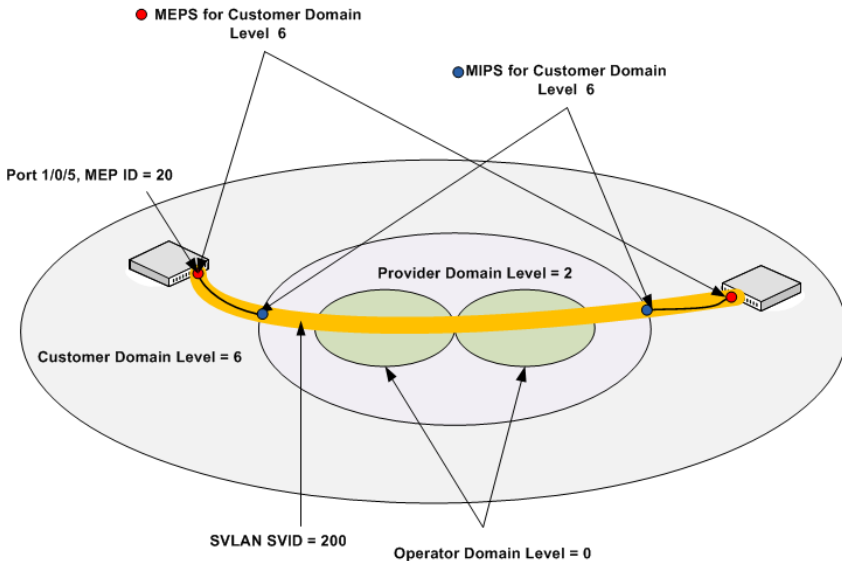 MEPS for Customer Domain
Level 6
MIPS for Customer Domain
Level 6
Port 1/0/5, MEP ID = 20
Provider Domain Level = 2
Customer Domain Level = 6
SVLAN SVID = 200
Operator Domain Level = 0